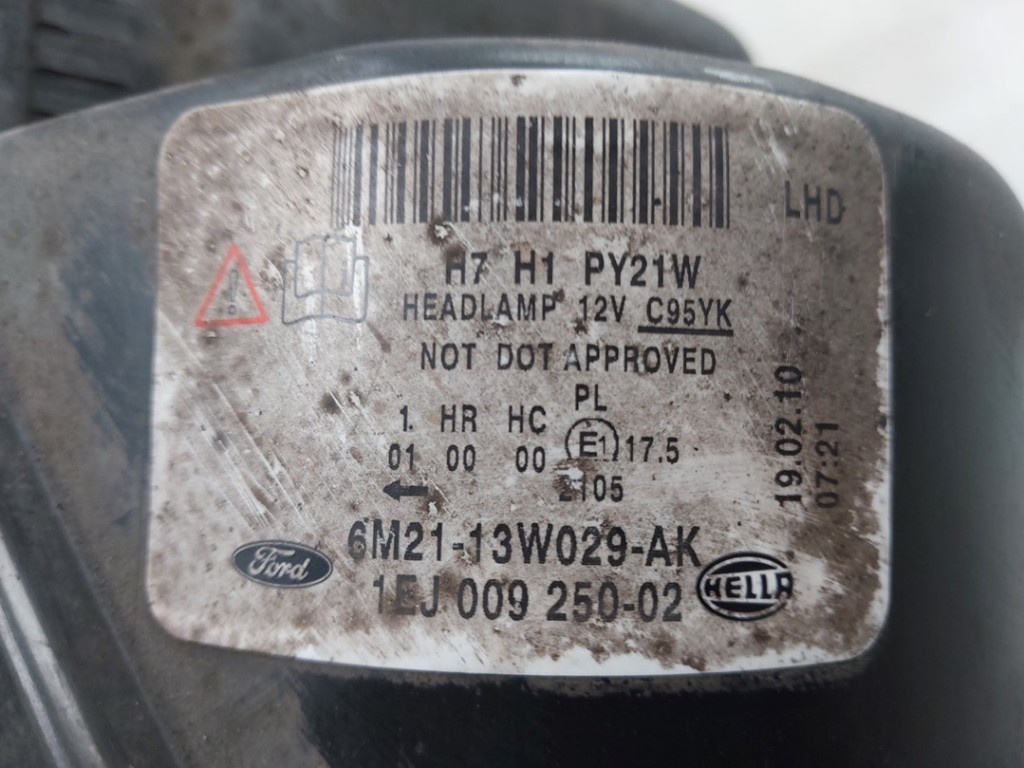 LHD
H7 H1 PY21W
HEADLAMP 12V C95YK
NOT DOT APPROVED
PL
1. HR HC
01 00 00 E1 17.5
2105
19.02.10
07:21
6M21-13W029-AK
Ford
1EJ 009 250-02
HELLA